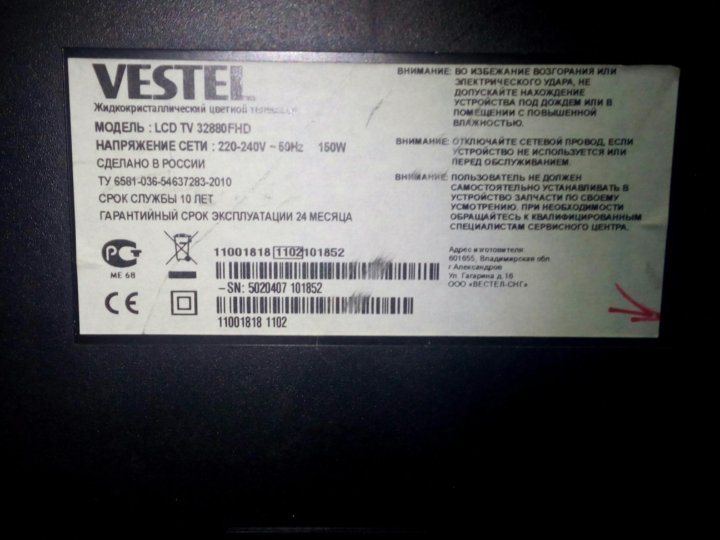 VESTEL
Жидкокристаллический цветной телевизор
МОДЕЛЬ : LCD TV 32880FHD
НАПРЯЖЕНИЕ СЕТИ : 220-240V ~ 50Hz 150W
СДЕЛАНО В РОССИИ
ТУ 6581-036-54637283-2010
СРОК СЛУЖБЫ 10 ЛЕТ
ГАРАНТИЙНЫЙ СРОК ЭКСПЛУАТАЦИИ 24 МЕСЯЦА
РСТ
ME 68
CE
11001818 1102 101852
-SN: 5020407 101852
11001818 1102
ВНИМАНИЕ: ВО ИЗБЕЖАНИЕ ВОЗГОРАНИЯ ИЛИ
ЭЛЕКТРИЧЕСКОГО УДАРА, НЕ
ДОПУСКАЙТЕ НАХОЖДЕНИЕ
УСТРОЙСТВА ПОД ДОЖДЕМ ИЛИ В
ПОМЕЩЕНИИ С ПОВЫШЕННОЙ
ВЛАЖНОСТЬЮ.
ВНИМАНИЕ: ОТКЛЮЧАЙТЕ СЕТЕВОЙ ПРОВОД, ЕСЛИ
УСТРОЙСТВО НЕ ИСПОЛЬЗУЕТСЯ ИЛИ
ПЕРЕД ОБСЛУЖИВАНИЕМ.
ВНИМАНИЕ: ПОЛЬЗОВАТЕЛЬ НЕ ДОЛЖЕН
САМОСТОЯТЕЛЬНО УСТАНАВЛИВАТЬ В
УСТРОЙСТВО ЗАПЧАСТИ ПО СВОЕМУ
УСМОТРЕНИЮ. ПРИ НЕОБХОДИМОСТИ
ОБРАЩАЙТЕСЬ К КВАЛИФИЦИРОВАННЫМ
СПЕЦИАЛИСТАМ СЕРВИСНОГО ЦЕНТРА.
Адрес изготовителя:
601655, Владимирская обл.
г Александров
Ул. Гагарина д.16
ООО «ВЕСТЕЛ-СНГ»